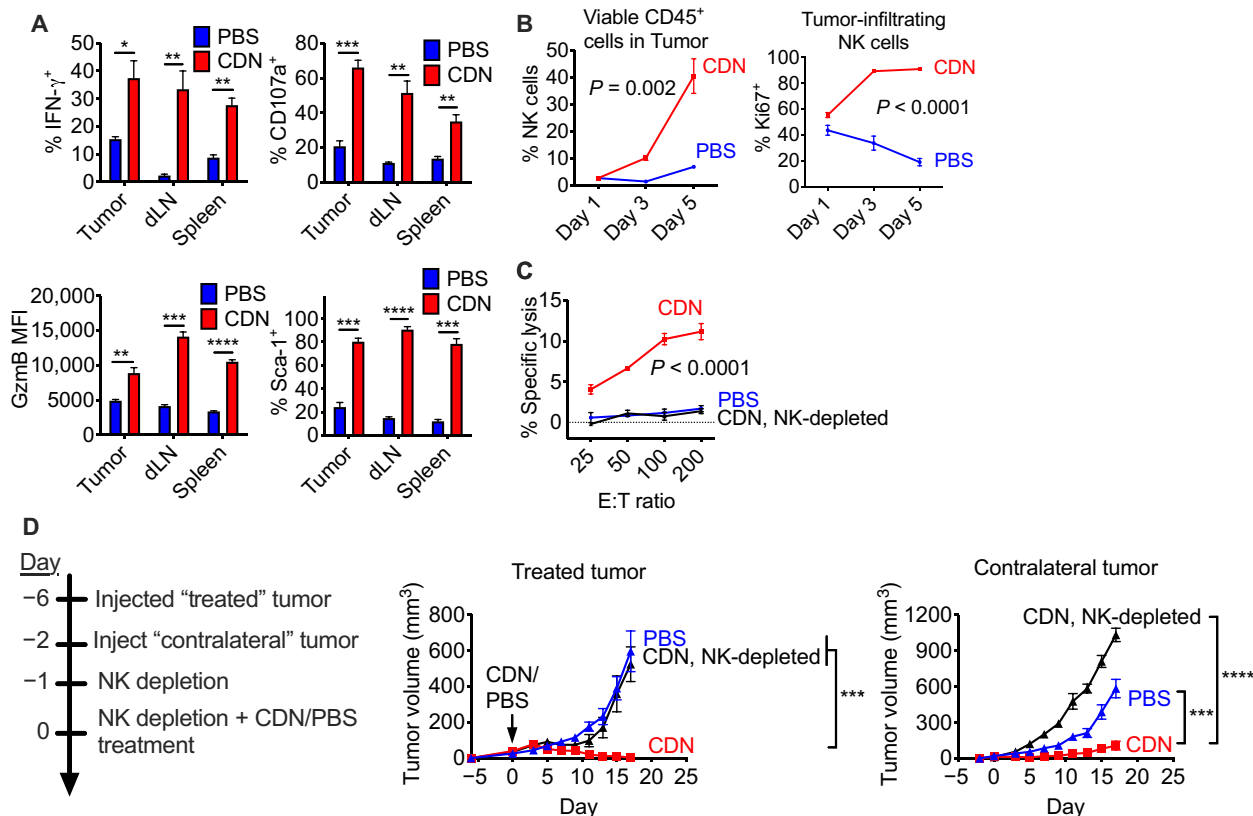 A
PBS
CDN
% IFN-γ+
50
40
30
20
10
0
*
**
**
Tumor
dLN
Spleen
PBS
CDN
% CD107a+
100
80
60
40
20
0
***
**
**
Tumor
dLN
Spleen
PBS
CDN
GzmB MFI
20,000
15,000
10,000
5000
0
**
***
****
Tumor
dLN
Spleen
PBS
CDN
% Sca-1+
100
80
60
40
20
0
***
****
***
Tumor
dLN
Spleen
B
Viable CD45+
cells in Tumor
% NK cells
50
40
30
20
10
0
CDN
P = 0.002
PBS
Day 1
Day 3
Day 5
Tumor-infiltrating
NK cells
% Ki67+
100
80
60
40
20
0
CDN
P < 0.0001
PBS
Day 1
Day 3
Day 5
C
% Specific lysis
15
10
5
0
CDN
P < 0.0001
PBS
CDN, NK-depleted
25
50
100
200
E:T ratio
D
Day
−6 Injected “treated” tumor
−2 Inject “contralateral” tumor
−1 NK depletion
0 NK depletion + CDN/PBS
treatment
Treated tumor
Tumor volume (mm3)
800
600
400
200
0
CDN/
PBS
PBS
CDN, NK-depleted
CDN
***
−5 0 5 10 15 20 25
Day
Contralateral tumor
Tumor volume (mm3)
1200
900
600
300
0
CDN, NK-depleted
PBS
CDN
***
****
−5 0 5 10 15 20 25
Day